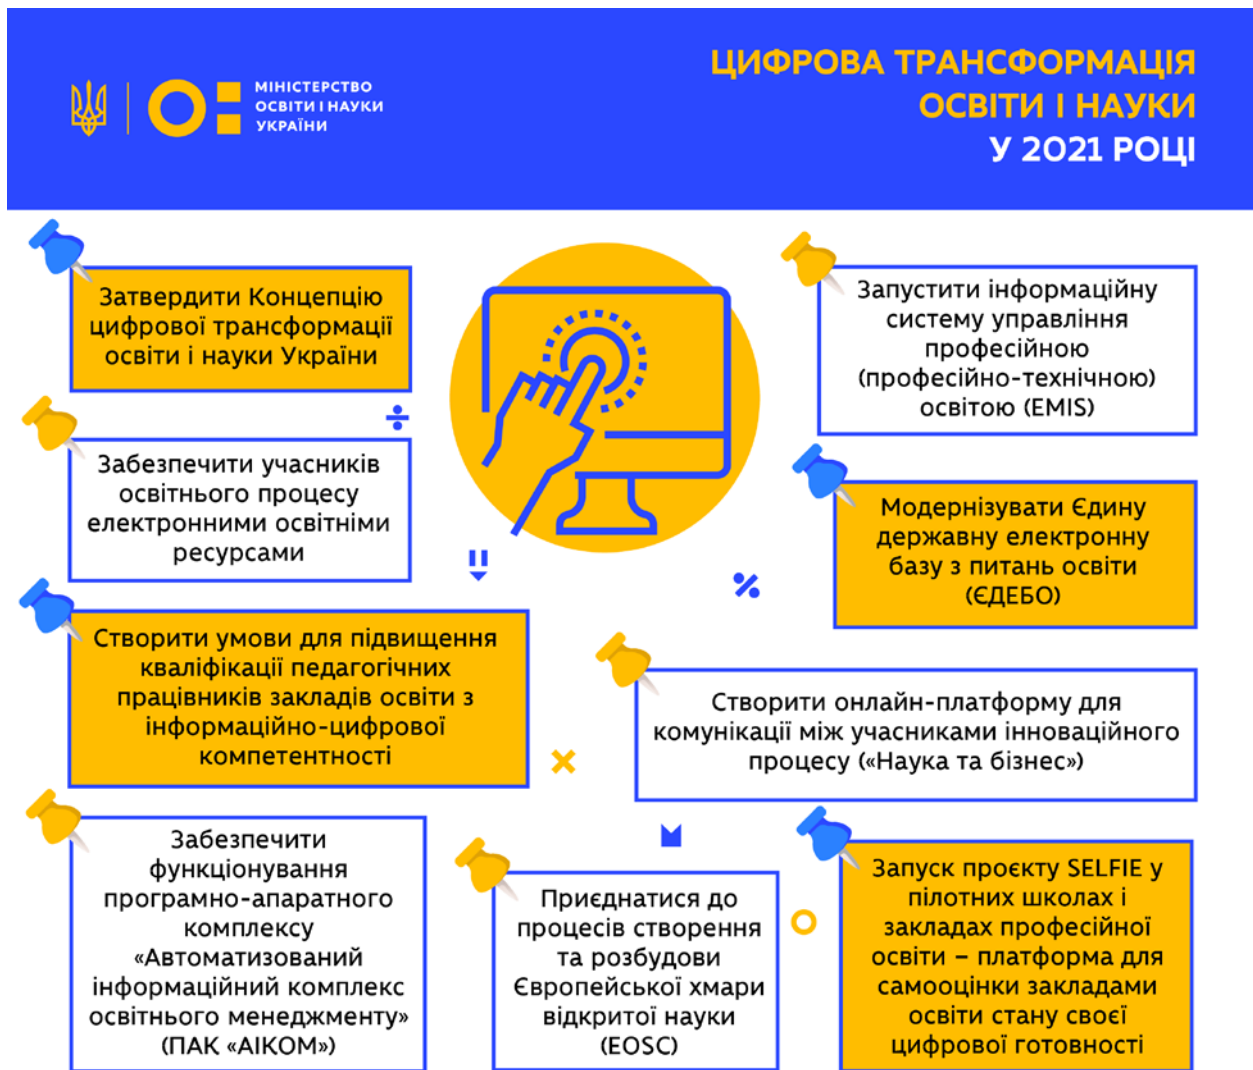 МІНІСТЕРСТВО
ОСВІТИ І НАУКИ
УКРАЇНИ
ЦИФРОВА ТРАНСФОРМАЦІЯ
ОСВІТИ І НАУКИ
У 2021 РОЦІ
Затвердити Концепцію
цифрової трансформації
освіти і науки України
Забезпечити учасників
освітнього процесу
електронними освітніми
ресурсами
Створити умови для підвищення
кваліфікації педагогічних
працівників закладів освіти з
інформаційно-цифрової
компетентності
Забезпечити
функціонування
програмно-апаратного
комплексу
«Автоматизований
інформаційний комплекс
освітнього менеджменту»
(ПАК «АІКОМ»)
Запустити інформаційну
систему управління
професійною
(професійно-технічною)
освітою (EMIS)
Модернізувати Єдину
державну електронну
базу з питань освіти
(ЄДЕБО)
Створити онлайн-платформу для
комунікації між учасниками інноваційного
процесу («Наука та бізнес»)
Приєднатися до
процесів створення
та розбудови
Європейської хмари
відкритої науки
(EOSC)
Запуск проєкту SELFIE у
пілотних школах і
закладах професійної
освіти – платформа для
самооцінки закладами
освіти стану своєї
цифрової готовності